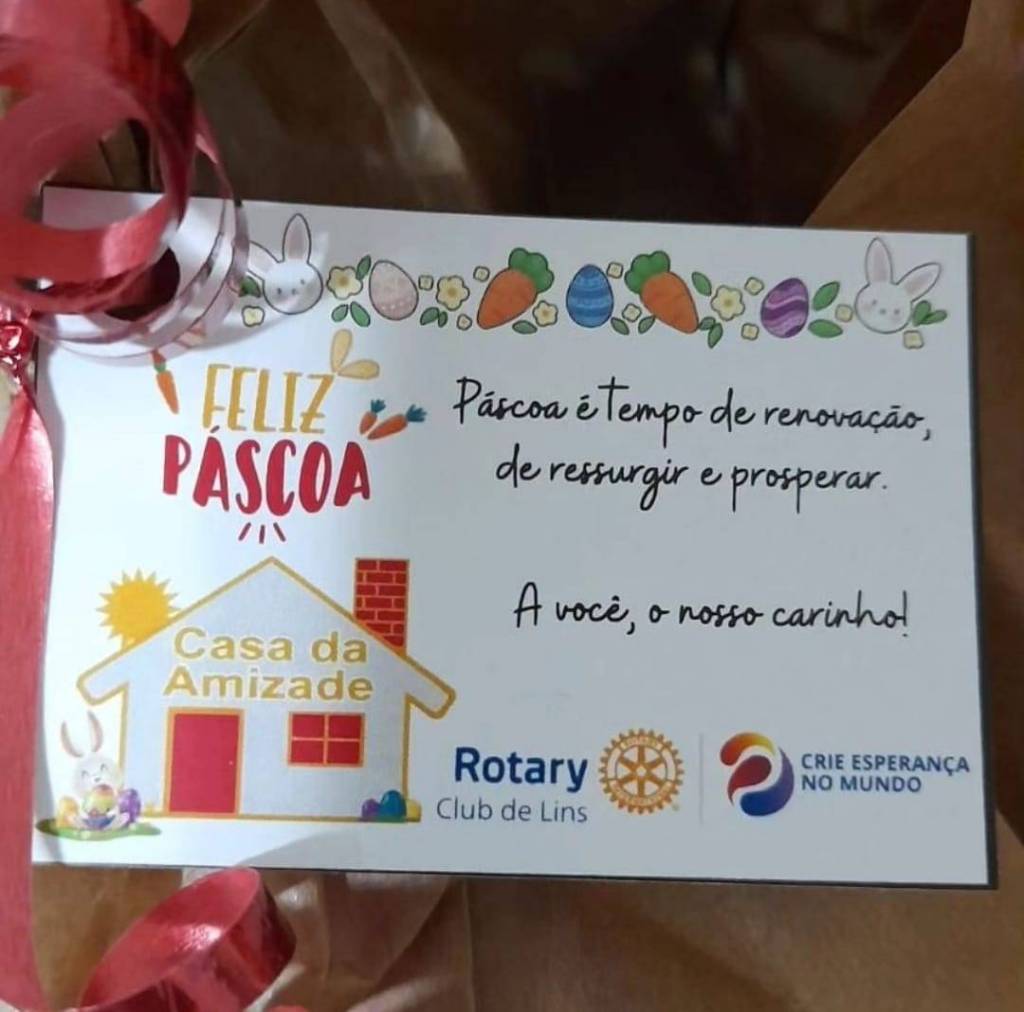 FELIZ
PÁSCOA
Páscoa é tempo de renovação,
de ressurgir e prosperar.
A você, o nosso carinho!
Casa da
Amizade
Rotary
Club de Lins
CRIE ESPERANÇA
NO MUNDO